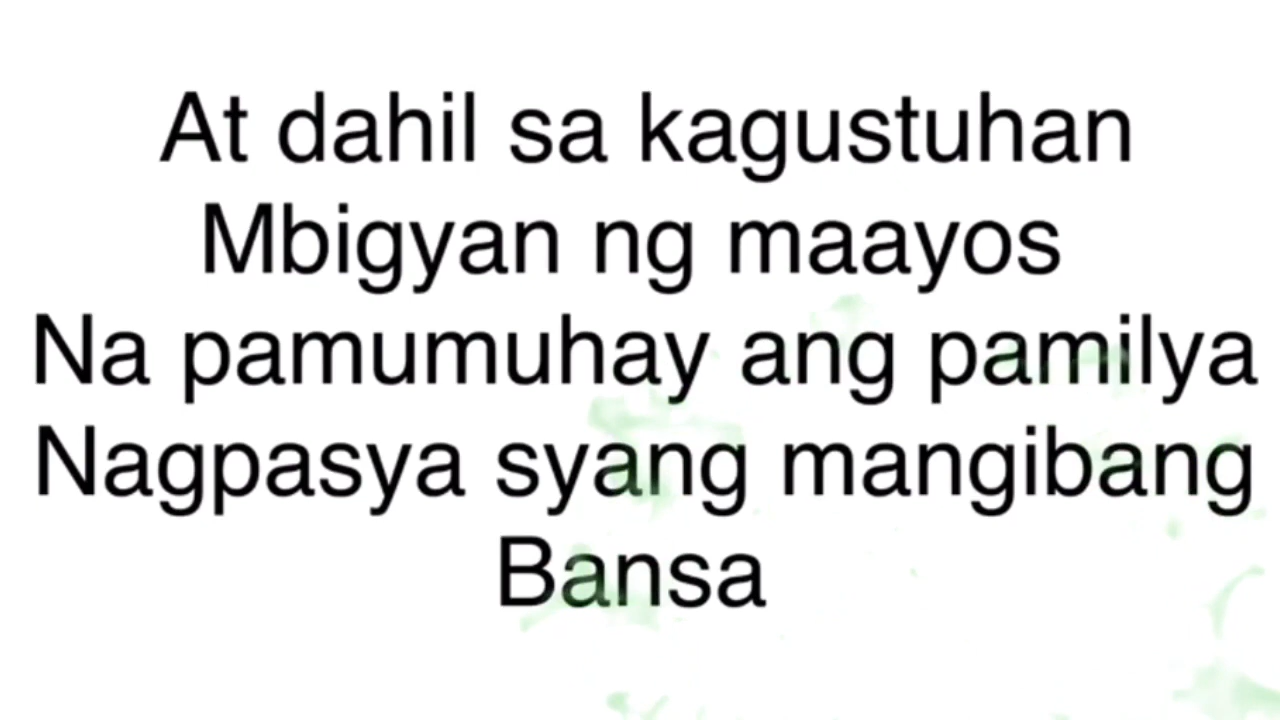 At dahil sa kagustuhan
Mbigyan ng maayos
Na pamumuhay ang pamilya
Nagpasya syang mangibang
Bansa